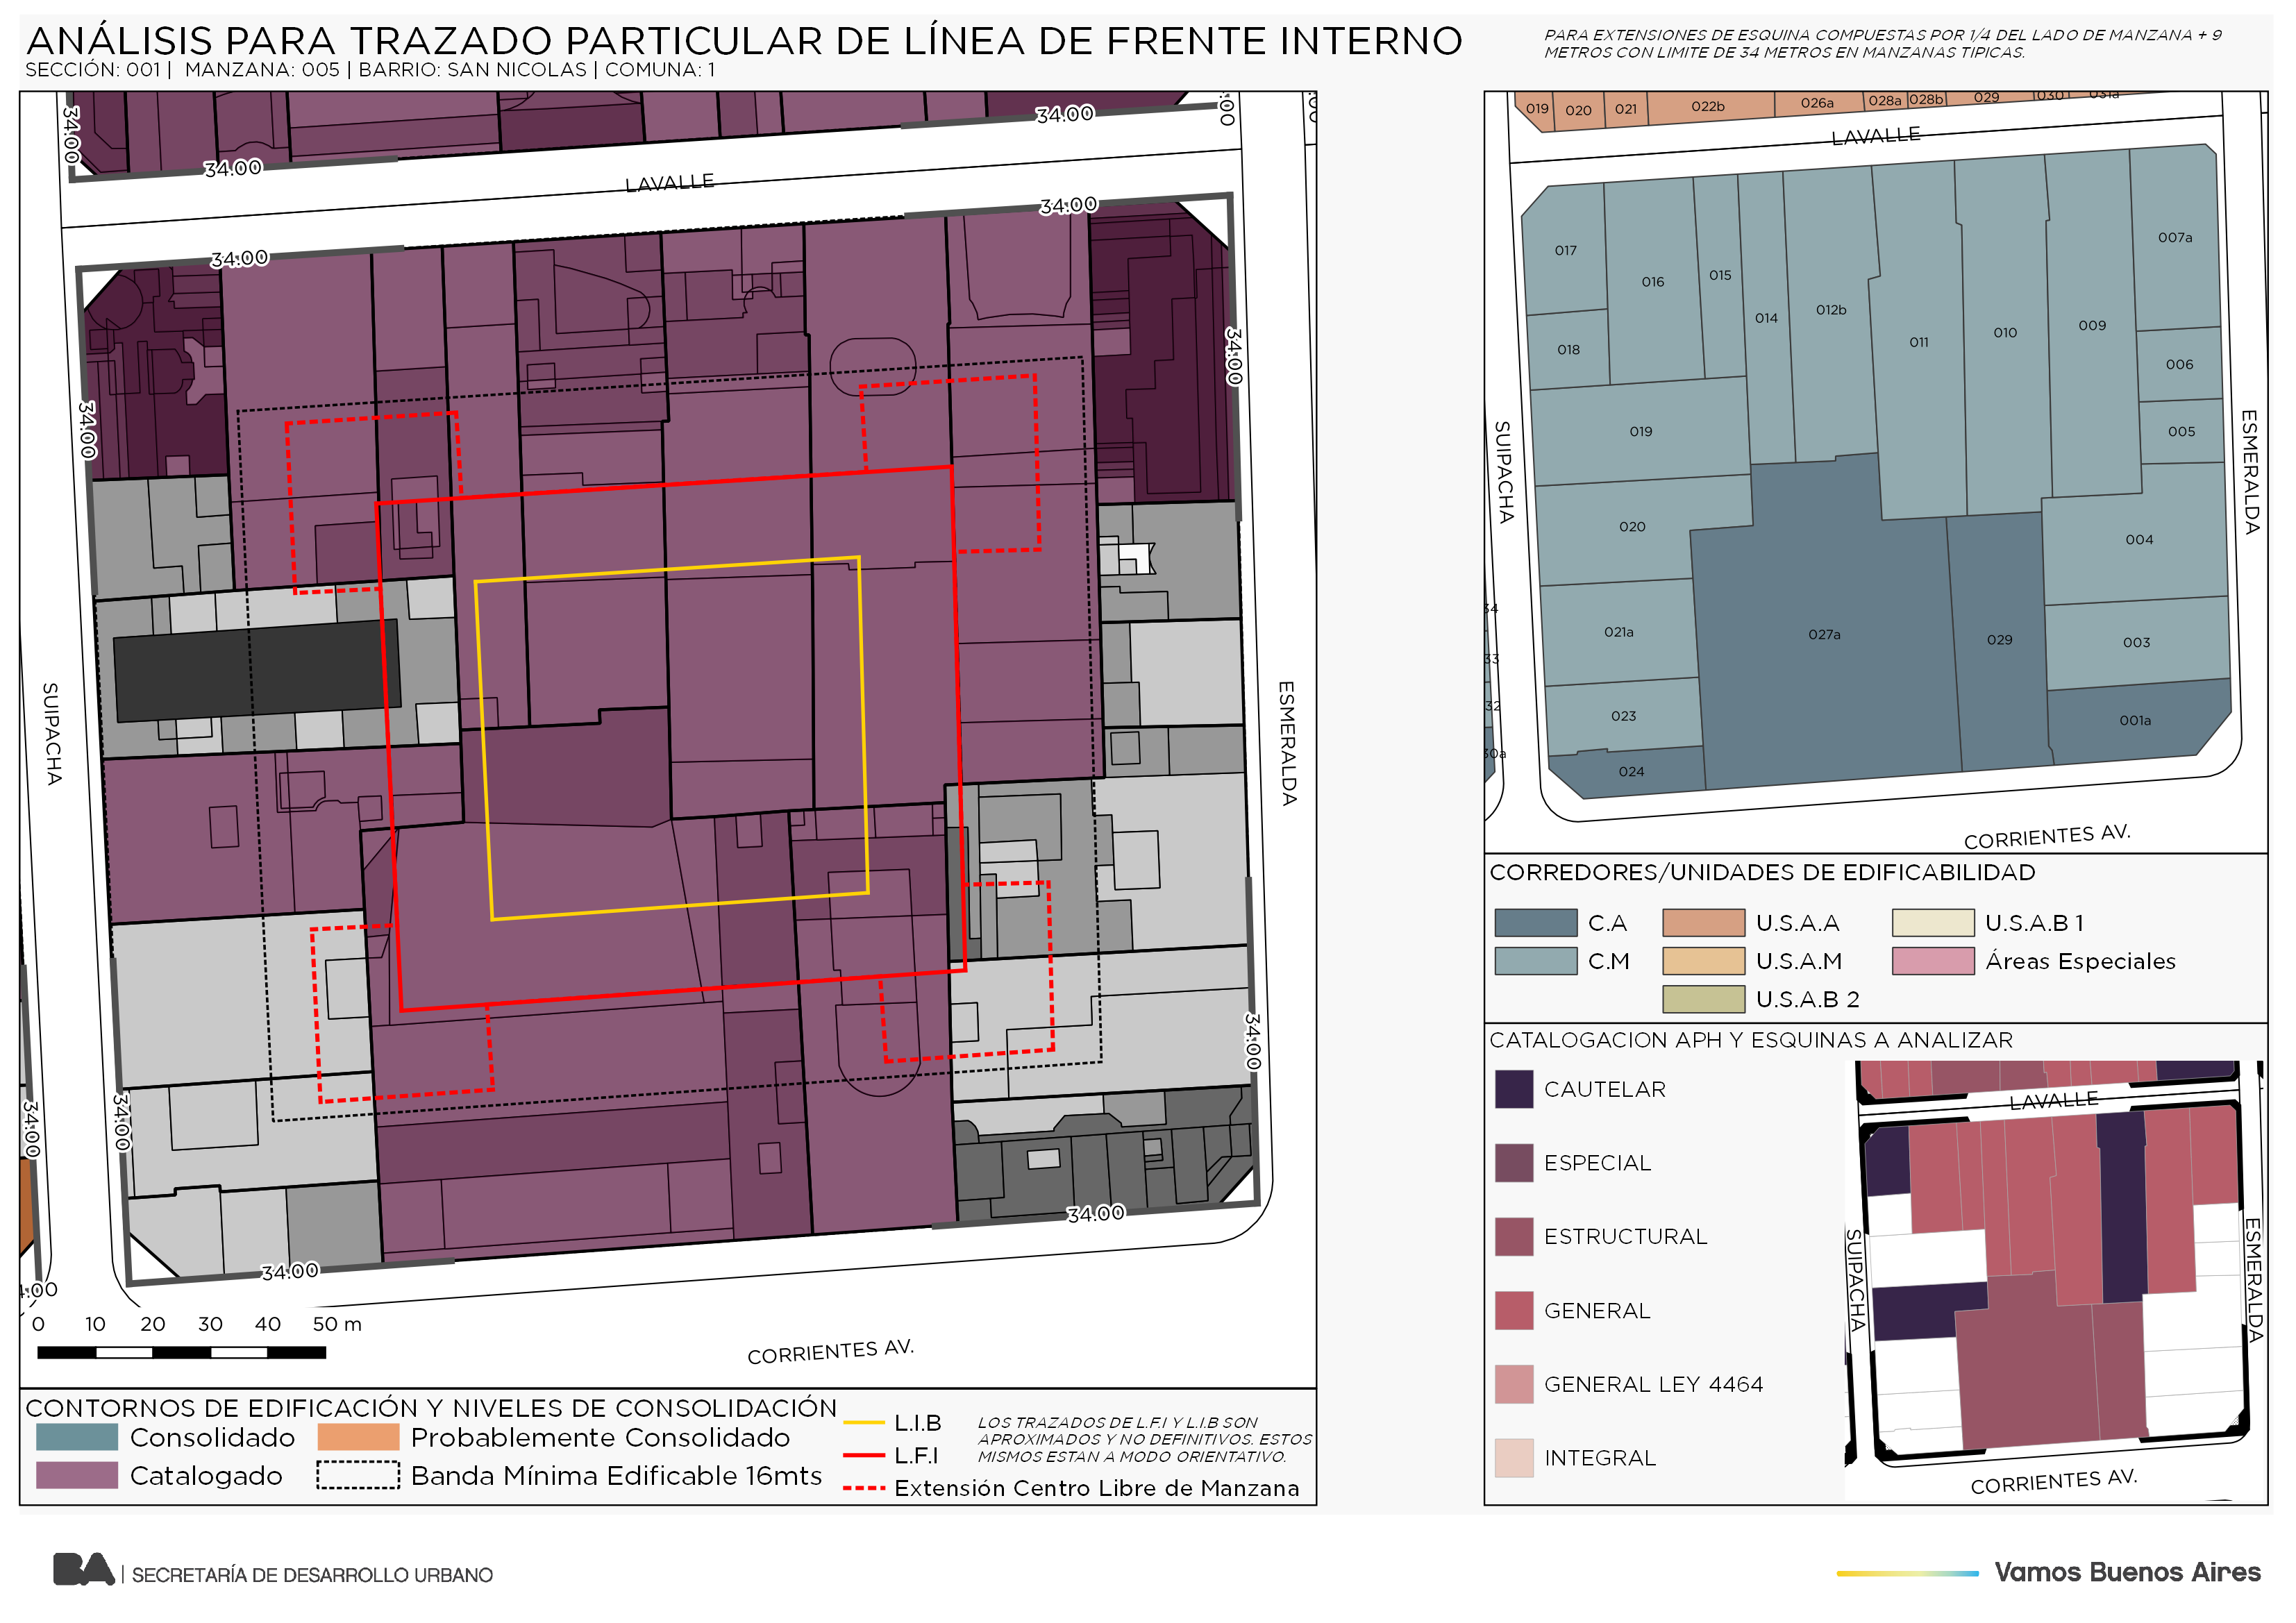 ANÁLISIS PARA TRAZADO PARTICULAR DE LÍNEA DE FRENTE INTERNO
SECCIÓN: 001 | MANZANA: 005 | BARRIO: SAN NICOLAS | COMUNA: 1
PARA EXTENSIONES DE ESQUINA COMPUESTAS POR 1/4 DEL LADO DE MANZANA + 9
METROS CON LIMITE DE 34 METROS EN MANZANAS TIPICAS.
34.00
34.00
34.00
:00
LAVALLE
34.00
34.00
34.00
34.00
SUIPACHA
ESMERALDA
34.00
34.00
34.00
34.00
34.00
0 10 20 30 40 50 m
CORRIENTES AV.
CONTORNOS DE EDIFICACIÓN Y NIVELES DE CONSOLIDACIÓN
Consolidado
Probablemente Consolidado
Catalogado
Banda Mínima Edificable 16mts
L.I.B
L.F.I
LOS TRAZADOS DE L.F.I Y L.I.B SON
APROXIMADOS Y NO DEFINITIVOS. ESTOS
MISMOS ESTAN A MODO ORIENTATIVO.
Extensión Centro Libre de Manzana
019 020 021 022b 026a 028a 028b 029 030 031a
LAVALLE
017
016
015
014
012b
011
010
009
007a
018
006
005
019
020
004
021a
027a
029
003
023
001a
024
34
33
32
30a
SUIPACHA
ESMERALDA
CORRIENTES AV.
CORREDORES/UNIDADES DE EDIFICABILIDAD
C.A
U.S.A.A
U.S.A.B 1
C.M
U.S.A.M
Áreas Especiales
U.S.A.B 2
CATALOGACION APH Y ESQUINAS A ANALIZAR
CAUTELAR
ESPECIAL
ESTRUCTURAL
GENERAL
GENERAL LEY 4464
INTEGRAL
LAVALLE
SUIPACHA
ESMERALDA
CORRIENTES AV.
BA | SECRETARÍA DE DESARROLLO URBANO
Vamos Buenos Aires